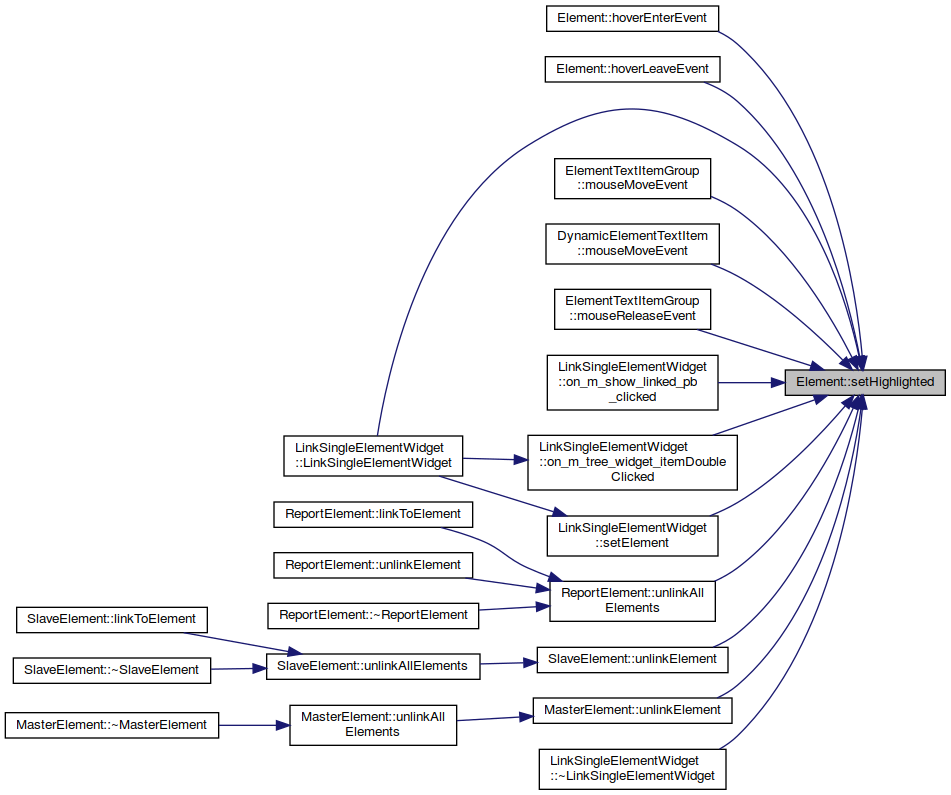 Element::hoverEnterEvent
Element::hoverLeaveEvent
ElementTextItemGroup
::mouseMoveEvent
DynamicElementTextItem
::mouseMoveEvent
ElementTextItemGroup
::mouseReleaseEvent
LinkSingleElementWidget
::on_m_show_linked_pb
_clicked
Element::setHighlighted
LinkSingleElementWidget
::LinkSingleElementWidget
LinkSingleElementWidget
::on_m_tree_widget_itemDouble
Clicked
ReportElement::linkToElement
LinkSingleElementWidget
::setElement
ReportElement::unlinkElement
ReportElement::unlinkAll
Elements
ReportElement::~ReportElement
SlaveElement::linkToElement
SlaveElement::~SlaveElement
SlaveElement::unlinkAllElements
SlaveElement::unlinkElement
MasterElement::~MasterElement
MasterElement::unlinkAll
Elements
MasterElement::unlinkElement
LinkSingleElementWidget
::~LinkSingleElementWidget